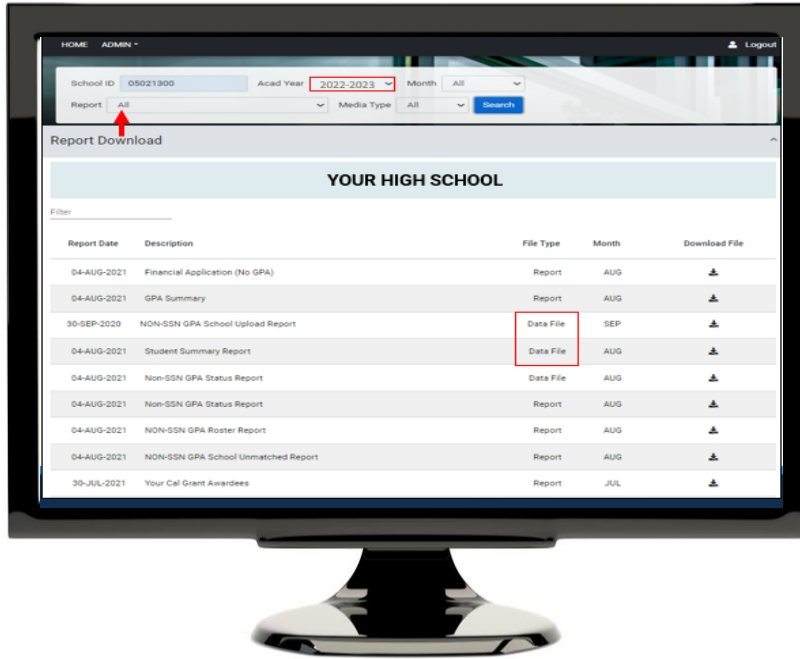 HOME ADMIN Logout
School ID 05021300 Acad Year 2022-2023 Month All
Report All Media Type All Search
Report Download
YOUR HIGH SCHOOL
Filter
Report Date Description File Type Month Download File
04-AUG-2021 Financial Application (No GPA) Report AUG
04-AUG-2021 GPA Summary Report AUG
30-SEP-2020 NON-SSN GPA School Upload Report Data File SEP
04-AUG-2021 Student Summary Report Data File AUG
04-AUG-2021 Non-SSN GPA Status Report Data File AUG
04-AUG-2021 Non-SSN GPA Status Report Report AUG
04-AUG-2021 NON-SSN GPA Roster Report Report AUG
04-AUG-2021 NON-SSN GPA School Unmatched Report Report AUG
30-JUL-2021 Your Cal Grant Awardees Report JUL